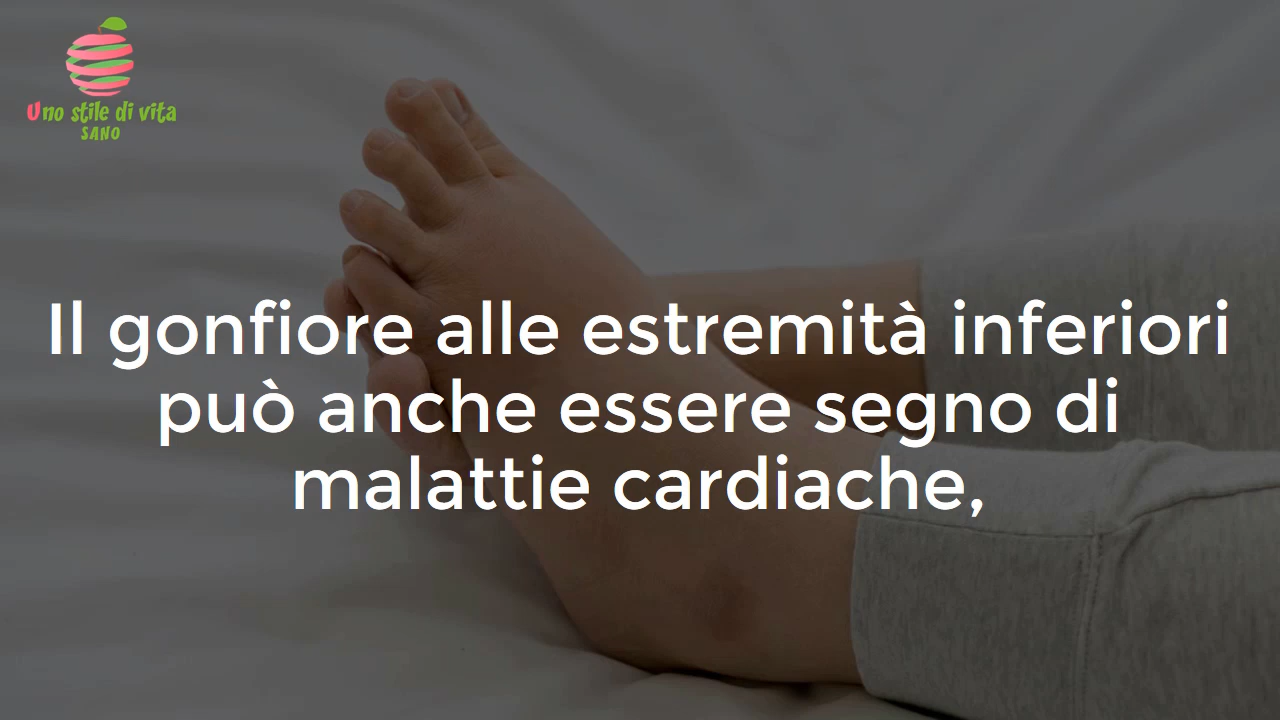 Uno stile di vita
SANO
Il gonfiore alle estremità inferiori
può anche essere segno di
malattie cardiache,